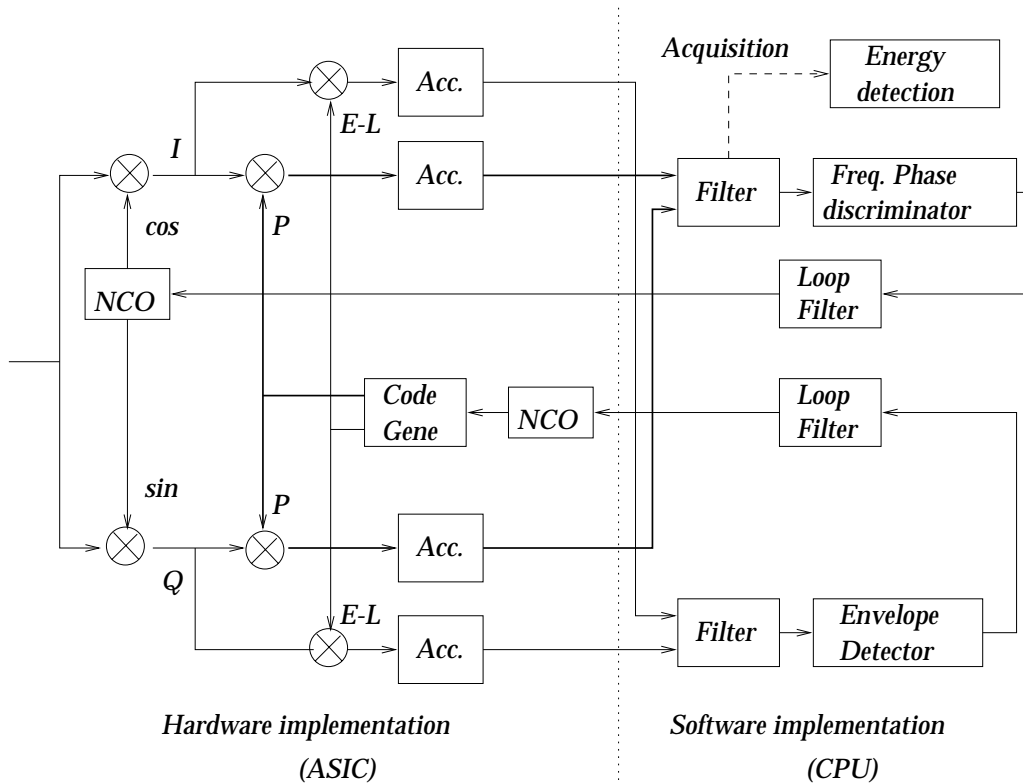 Acquisition
Energy
detection
Acc.
E-L
I
Acc.
Filter
Freq. Phase
discriminator
cos
P
NCO
Loop
Filter
Code
Gene
NCO
Loop
Filter
sin
P
Acc.
Q
E-L
Acc.
Filter
Envelope
Detector
Hardware implementation
(ASIC)
Software implementation
(CPU)